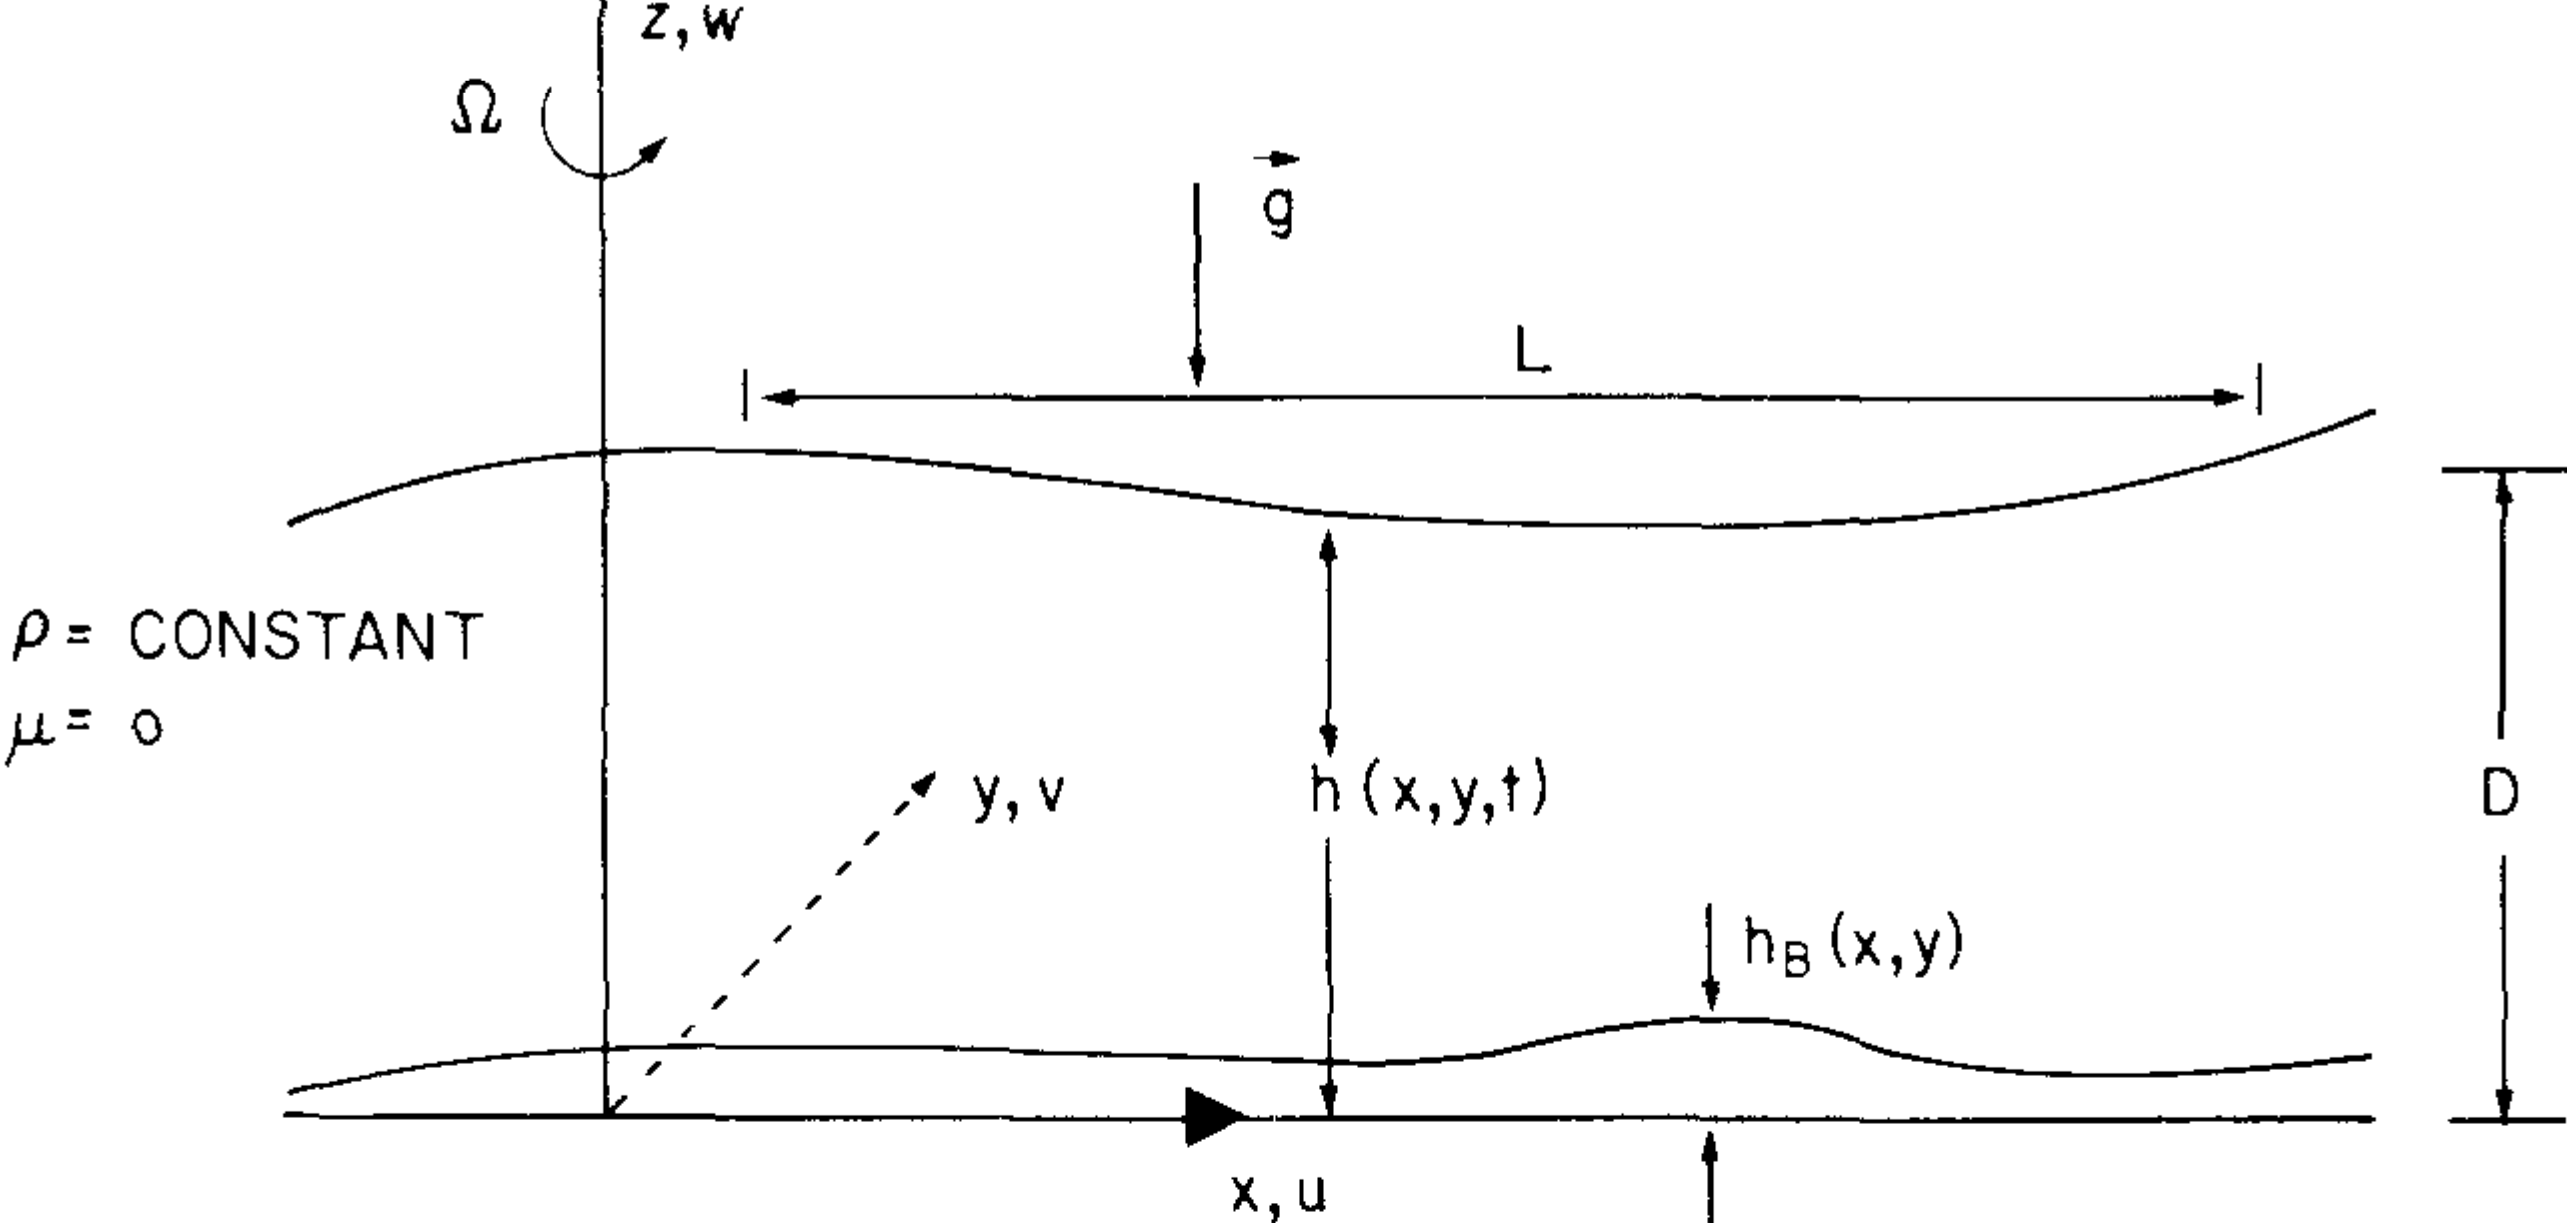 z, w
Ω
g
L
ρ = CONSTANT
μ = 0
y, v
h (x, y, t)
D
h_B (x, y)
x, u